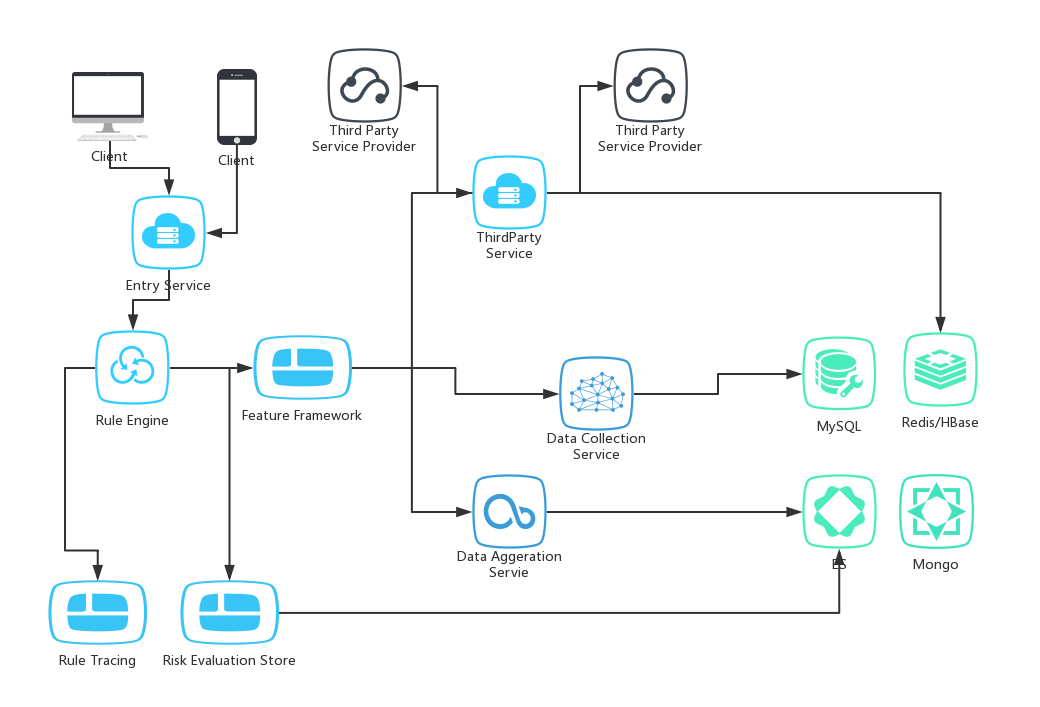 Third Party
Service Provider
Third Party
Service Provider
Client
Client
ThirdParty
Service
Entry Service
Rule Engine
Feature Framework
Data Collection
Service
MySQL
Redis/HBase
Data Aggeration
Servie
ES
Mongo
Rule Tracing
Risk Evaluation Store